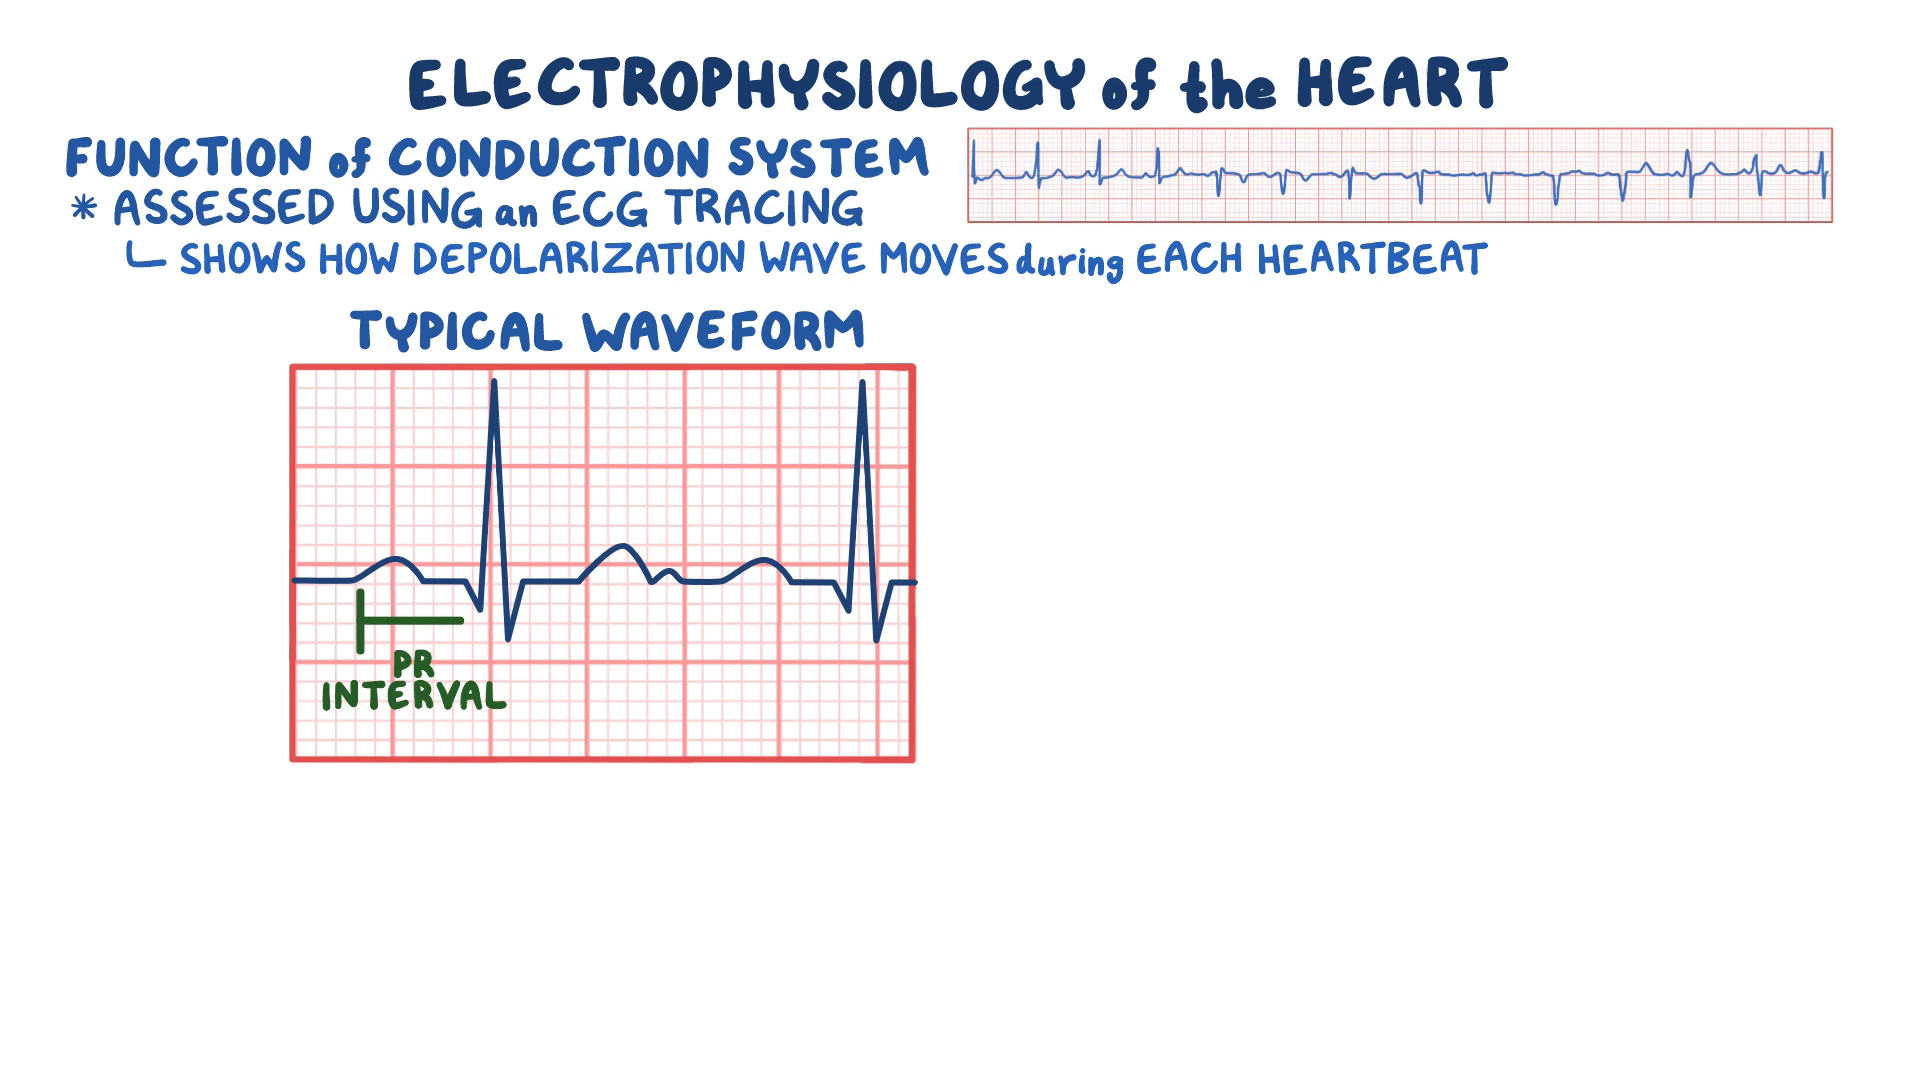 ELECTROPHYSIOLOGY of the HEART
FUNCTION of CONDUCTION SYSTEM
* ASSESSED USING an ECG TRACING
SHOWS HOW DEPOLARIZATION WAVE MOVES during EACH HEARTBEAT
TYPICAL WAVEFORM
PR
INTERVAL